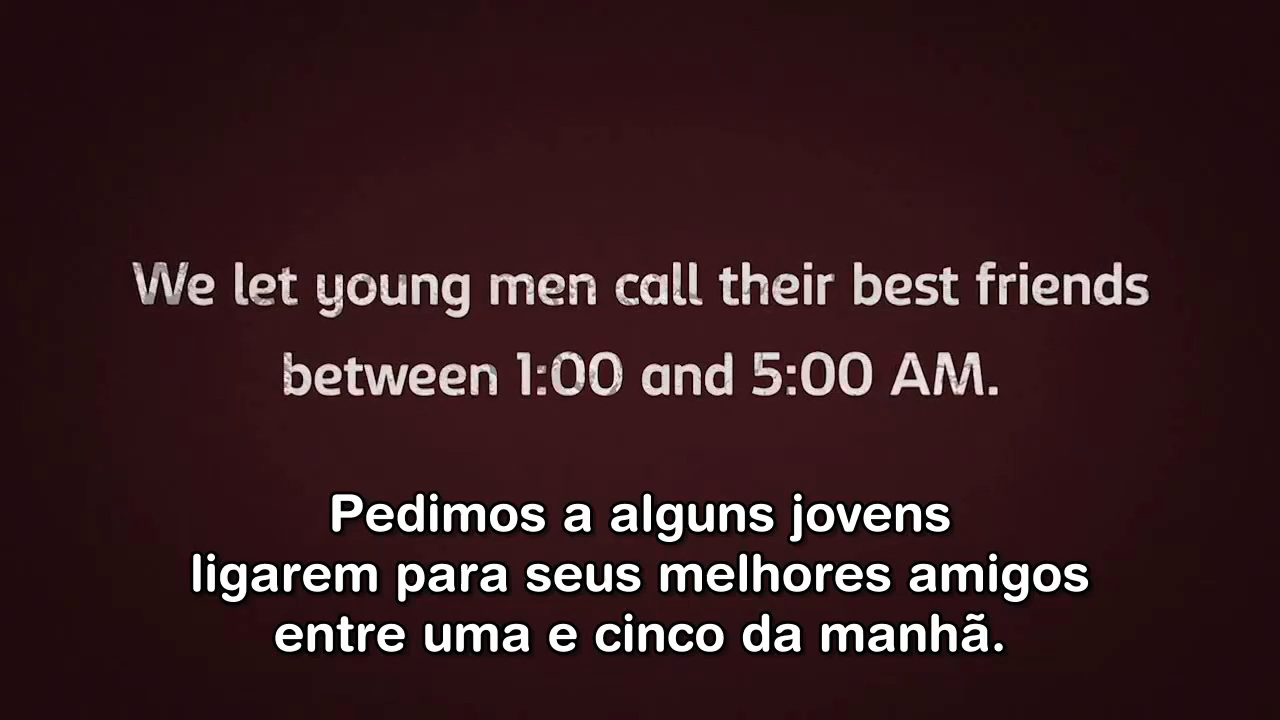 We let young men call their best friends
between 1:00 and 5:00 AM.
Pedimos a alguns jovens
ligarem para seus melhores amigos
entre uma e cinco da manhã.